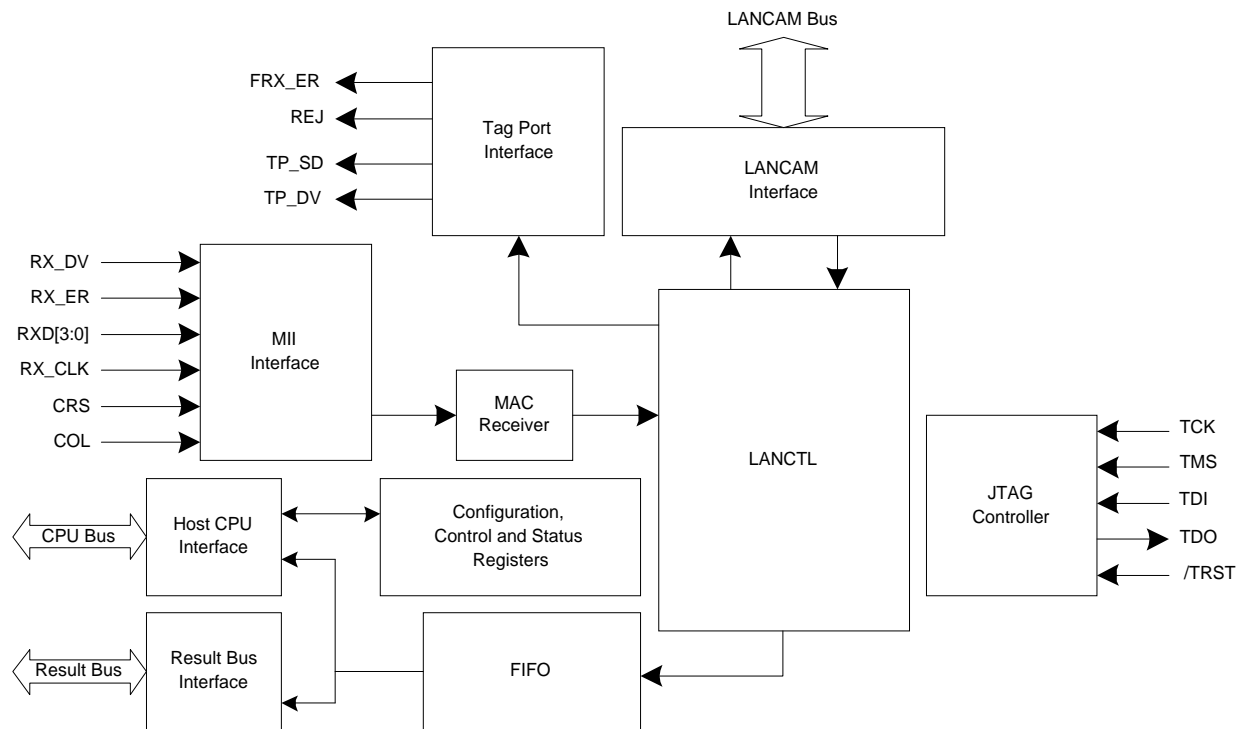 LANCAM Bus
FRX_ER
REJ
TP_SD
TP_DV
Tag Port
Interface
LANCAM
Interface
RX_DV
RX_ER
RXD[3:0]
RX_CLK
CRS
COL
MII
Interface
MAC
Receiver
LANCTL
JTAG
Controller
TCK
TMS
TDI
TDO
/TRST
CPU Bus
Host CPU
Interface
Configuration,
Control and Status
Registers
Result Bus
Result Bus
Interface
FIFO